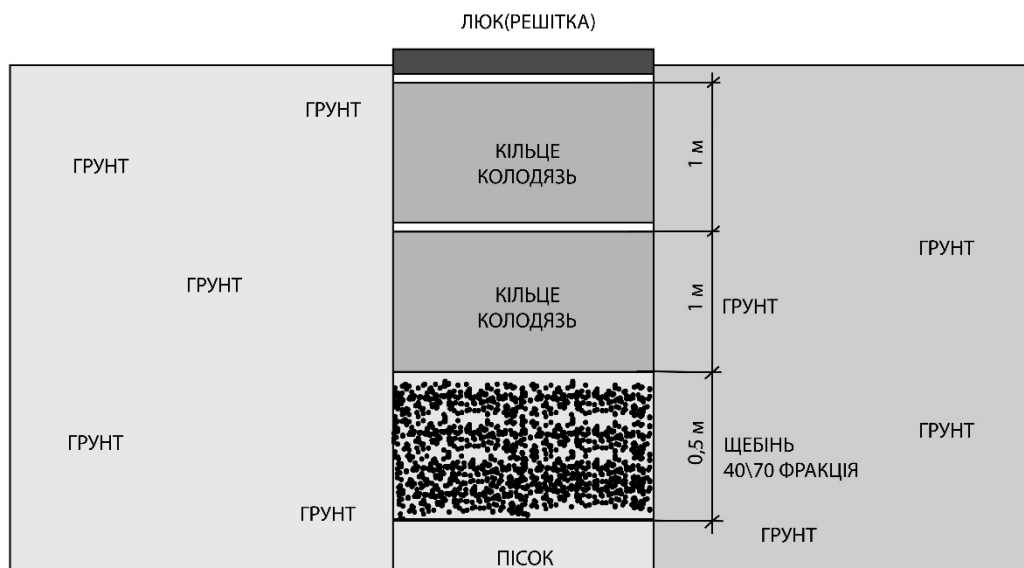 ЛЮК(РЕШІТКА)
ГРУНТ
ГРУНТ
КІЛЬЦЕ
КОЛОДЯЗЬ
1 м
ГРУНТ
ГРУНТ
КІЛЬЦЕ
КОЛОДЯЗЬ
1 м
ГРУНТ
ГРУНТ
ГРУНТ
0,5 м
ЩЕБІНЬ
40\70 ФРАКЦІЯ
ГРУНТ
ГРУНТ
ПІСОК